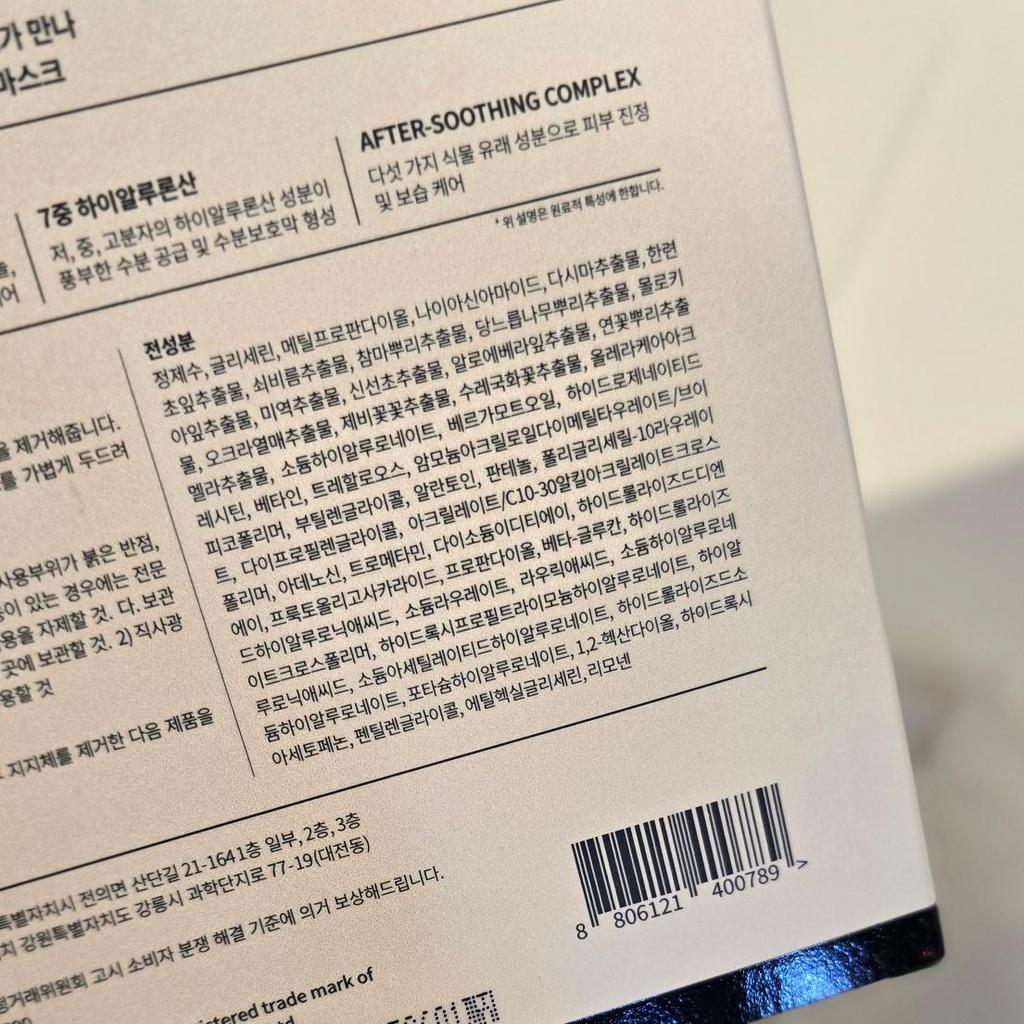 가 만나
마스크
7중 하이알루론산
저, 중, 고분자의 하이알루론산 성분이
풍부한 수분 공급 및 수분보호막 형성
AFTER-SOOTHING COMPLEX
다섯 가지 식물 유래 성분으로 피부 진정
및 보습 케어
* 위 설명은 원료적 특성에 한합니다.
전성분
정제수, 글리세린, 메틸프로판다이올, 나이아신아마이드, 다시마추출물, 한련
초잎추출물, 쇠비름추출물, 참마뿌리추출물, 당느릅나무뿌리추출물, 몰로키
아잎추출물, 미역추출물, 신선초추출물, 알로에베라잎추출물, 연꽃뿌리추출
물, 오크라열매추출물, 제비꽃꽃추출물, 수레국화꽃추출물, 올레라케아아크
멜라추출물, 소듐하이알루로네이트, 베르가모트오일, 하이드로제네이티드
레시틴, 베타인, 트레할로오스, 암모늄아크릴로일다이메틸타우레이트/브이
피코폴리머, 부틸렌글라이콜, 알란토인, 판테놀, 폴리글리세릴-10라우레이
트, 다이프로필렌글라이콜, 아크릴레이트/C10-30알킬아크릴레이트크로스
폴리머, 아데노신, 트로메타민, 다이소듐이디티에이, 하이드롤라이즈드디엔
에이, 프룩토올리고사카라이드, 프로판다이올, 베타-글루칸, 하이드롤라이즈
드하이알루로닉애씨드, 소듐라우레이트, 라우릭애씨드, 소듐하이알루로네
이트크로스폴리머, 하이드록시프로필트라이모늄하이알루로네이트, 하이알
루로닉애씨드, 소듐아세틸레이티드하이알루로네이트, 하이드롤라이즈드소
듐하이알루로네이트, 포타슘하이알루로네이트, 1,2-헥산다이올, 하이드록시
아세토페논, 펜틸렌글라이콜, 에틸헥실글리세린, 리모넨
을 제거해줍니다.
를 가볍게 두드려
사용부위가 붉은 반점,
이 있는 경우에는 전문
용을 자제할 것. 다. 보관
곳에 보관할 것. 2) 직사광
용할 것
지지체를 제거한 다음 제품을
특별자치시 전의면 산단길 21-164 1층 일부, 2층, 3층
강원특별자치도 강릉시 과학단지로 77-19(대전동)
정거래위원회 고시 소비자 분쟁 해결 기준에 의거 보상해드립니다.
istered trade mark of
8 806121 400789 >